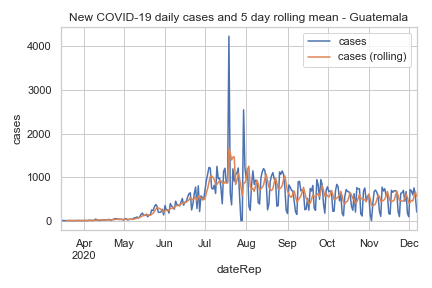 New COVID-19 daily cases and 5 day rolling mean - Guatemala
cases
cases (rolling)
4000
3000
2000
1000
0
cases
Apr May Jun Jul Aug Sep Oct Nov Dec
2020
dateRep